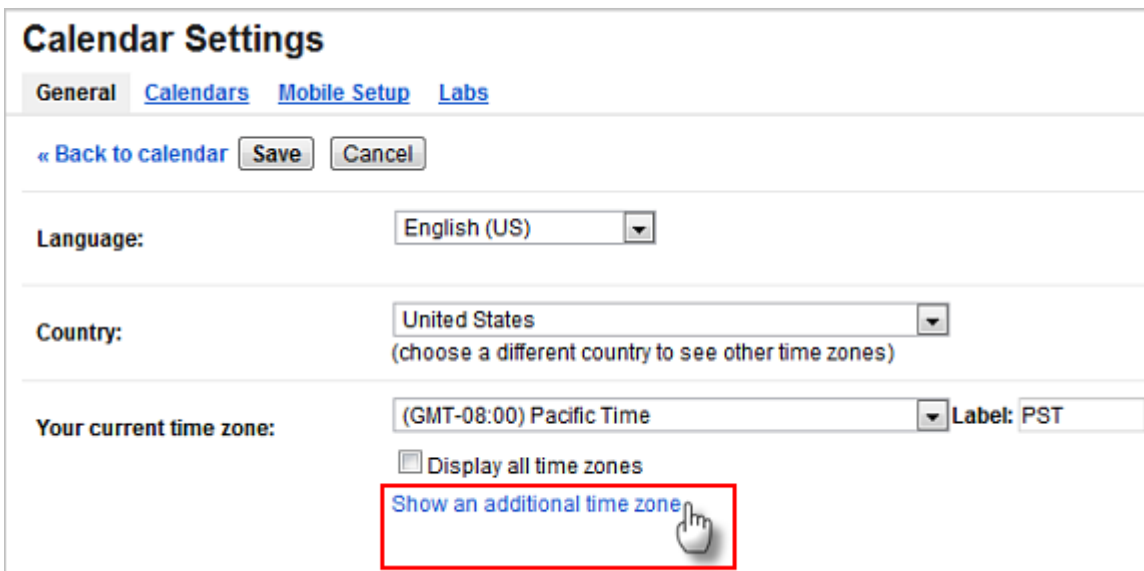 Calendar Settings
General Calendars Mobile Setup Labs
« Back to calendar Save Cancel
Language: English (US)
Country: United States
(choose a different country to see other time zones)
Your current time zone: (GMT-08:00) Pacific Time Label: PST
Display all time zones
Show an additional time zone